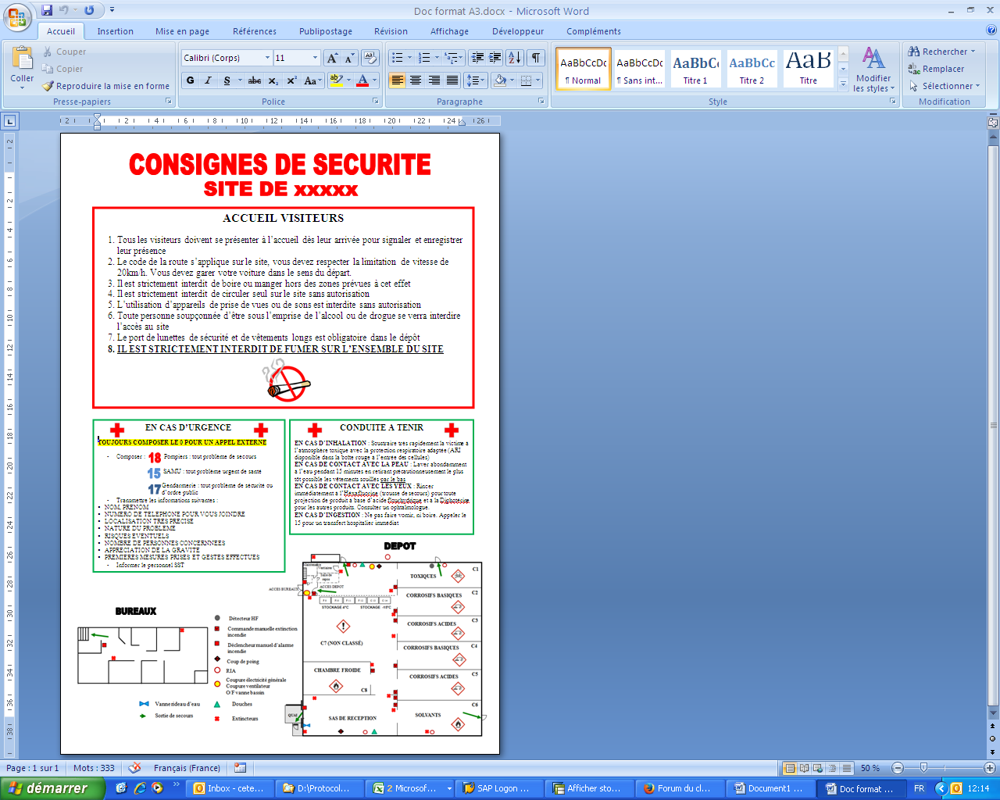 Doc format A3.docx - Microsoft Word
Accueil Insertion Mise en page Références Publipostage Révision Affichage Développeur Compléments
Coller
Couper
Copier
Reproduire la mise en forme
Presse-papiers
Calibri (Corps) 11
G I S abc x₂ x² Aa
Police
Paragraphe
AaBbCcDc AaBbCcDc AaBbC AaBbCc AaB
¶ Normal ¶ Sans int... Titre 1 Titre 2 Titre
Modifier les styles
Style
Rechercher
Remplacer
Sélectionner
Modification
CONSIGNES DE SECURITE
SITE DE xxxxx
ACCUEIL VISITEURS
1. Tous les visiteurs doivent se présenter à l’accueil dès leur arrivée pour signaler et enregistrer
leur présence
2. Le code de la route s’applique sur le site, vous devez respecter la limitation de vitesse de
20km/h. Vous devez garer votre voiture dans le sens du départ.
3. Il est strictement interdit de boire ou manger hors des zones prévues à cet effet
4. Il est strictement interdit de circuler seul sur le site sans autorisation
5. L’utilisation d’appareils de prise de vues ou de sons est interdite sans autorisation
6. Toute personne soupçonnée d’être sous l’emprise de l’alcool ou de drogue se verra interdire
l’accès au site
7. Le port de lunettes de sécurité et de vêtements longs est obligatoire dans le dépôt
8. IL EST STRICTEMENT INTERDIT DE FUMER SUR L’ENSEMBLE DU SITE
EN CAS D’URGENCE
TOUJOURS COMPOSER LE 0 POUR UN APPEL EXTERNE
- Composer : 18 Pompiers : tout problème de secours
15 SAMU : tout problème urgent de santé
17 Gendarmerie : tout problème de sécurité ou
d’ordre public
- Transmettre les informations suivantes :
• NOM, PRENOM
• NUMERO DE TELEPHONE POUR VOUS JOINDRE
• LOCALISATION TRES PRECISE
• NATURE DU PROBLEME
• RISQUES EVENTUELS
• NOMBRE DE PERSONNES CONCERNNEES
• APPRECIATION DE LA GRAVITE
• PREMIERES MESURES PRISES ET GESTES EFFECTUES
- Informer le personnel SST
CONDUITE A TENIR
EN CAS D’INHALATION : Soustraire très rapidement la victime à
l’atmosphère toxique avec la protection respiratoire adaptée (ARI
disponible dans la boîte rouge à l’entrée des cellules)
EN CAS DE CONTACT AVEC LA PEAU : Laver abondamment
à l’eau pendant 15 minutes en retirant précautionneusement le plus
tôt possible les vêtements souillés par le bas
EN CAS DE CONTACT AVEC LES YEUX : Rincer
immédiatement à l’Hexafluorine (trousse de secours) pour toute
projection de produit à base d’acide fluorhydrique et à la Diphotérine
pour les autres produits. Consulter un ophtalmologue.
EN CAS D’INGESTION : Ne pas faire vomir, ni boire. Appeler le
15 pour un transfert hospitalier immédiat
DEPOT
ACCES BUREAUX
ACCES DEPOT
STOCKAGE 4°C STOCKAGE -15°C
C7 (NON CLASSÉ)
CHAMBRE FROIDE
C8
SAS DE RECEPTION
QUAI
TOXIQUES C1
CORROSIFS BASIQUES C2
CORROSIFS ACIDES C3
CORROSIFS BASIQUES C4
CORROSIFS ACIDES C5
SOLVANTS C6
BUREAUX
Détecteur HF
Commande manuelle extinction
incendie
Déclencheur manuel d’alarme
incendie
Coup de poing
RIA
Coupure électricité générale
Coupure ventilateur
O/F vanne bassin
Vanne rideau d’eau
Douches
Sortie de secours
Extincteurs
Page : 1 sur 1 Mots : 333 Français (France) 50 %
démarrer Inbox - cete... D:\Protocol... 2 Microsof... SAP Logon ... Afficher sto... Forum du cl... Document1 ... Doc format ... FR 12:14